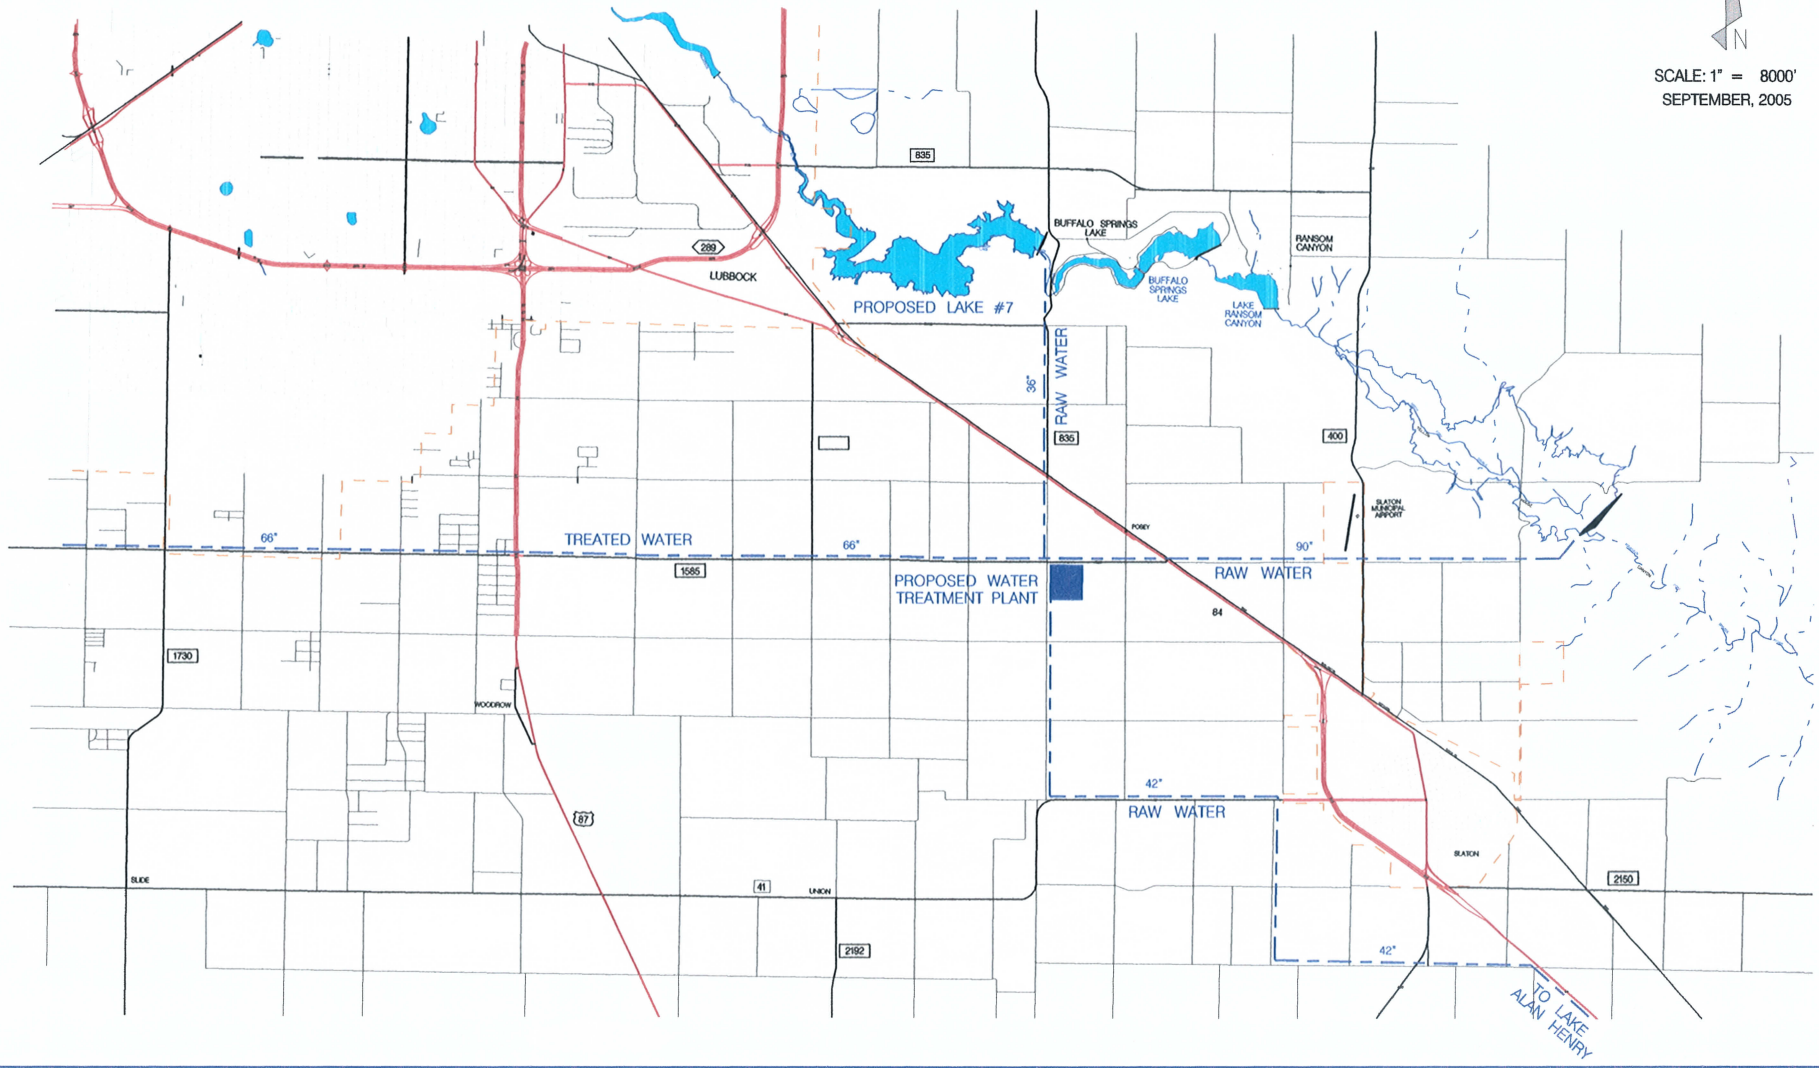 N
SCALE: 1" = 8000'
SEPTEMBER, 2005
835
BUFFALO SPRINGS
LAKE
RANSOM
CANYON
289
LUBBOCK
BUFFALO
SPRINGS
LAKE
PROPOSED LAKE #7
LAKE
RANSOM
CANYON
36"
RAW WATER
835
400
SLATON
MUNICIPAL
AIRPORT
POSEY
66"
TREATED WATER
66"
90"
1585
RAW WATER
PROPOSED WATER
TREATMENT PLANT
84
1730
WOODROW
42"
RAW WATER
87
SLATON
SLIDE
41
UNION
2150
2192
42"
TO LAKE
ALAN HENRY